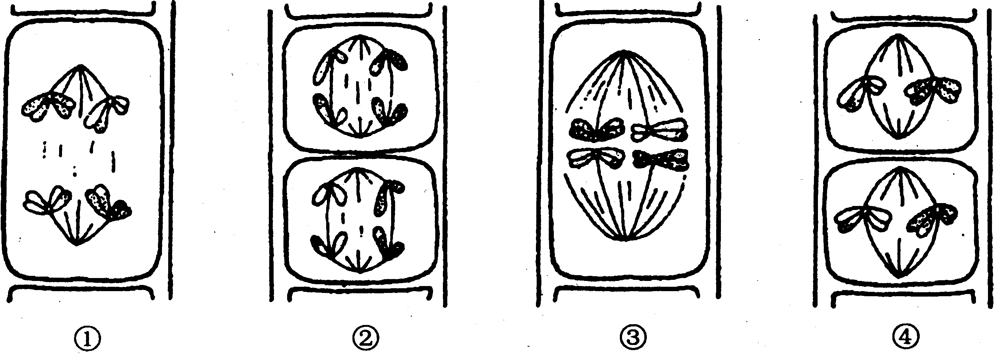 ① ② ③ ④